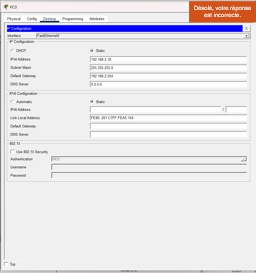 PC0
Désolé, votre réponse est incorrecte.
Physical Config Desktop Programming Attributes
IP Configuration X
Interface FastEthernet0
IP Configuration
DHCP Static
IPv4 Address 192.168.2.10
Subnet Mask 255.255.255.0
Default Gateway 192.168.2.254
DNS Server 0.0.0.0
IPv6 Configuration
Automatic Static
IPv6 Address /
Link Local Address FE80::201:C7FF:FEA5:
Default Gateway
DNS Server
802.1X
Use 802.1X Security
Authentication MD5
Username
Password
Top